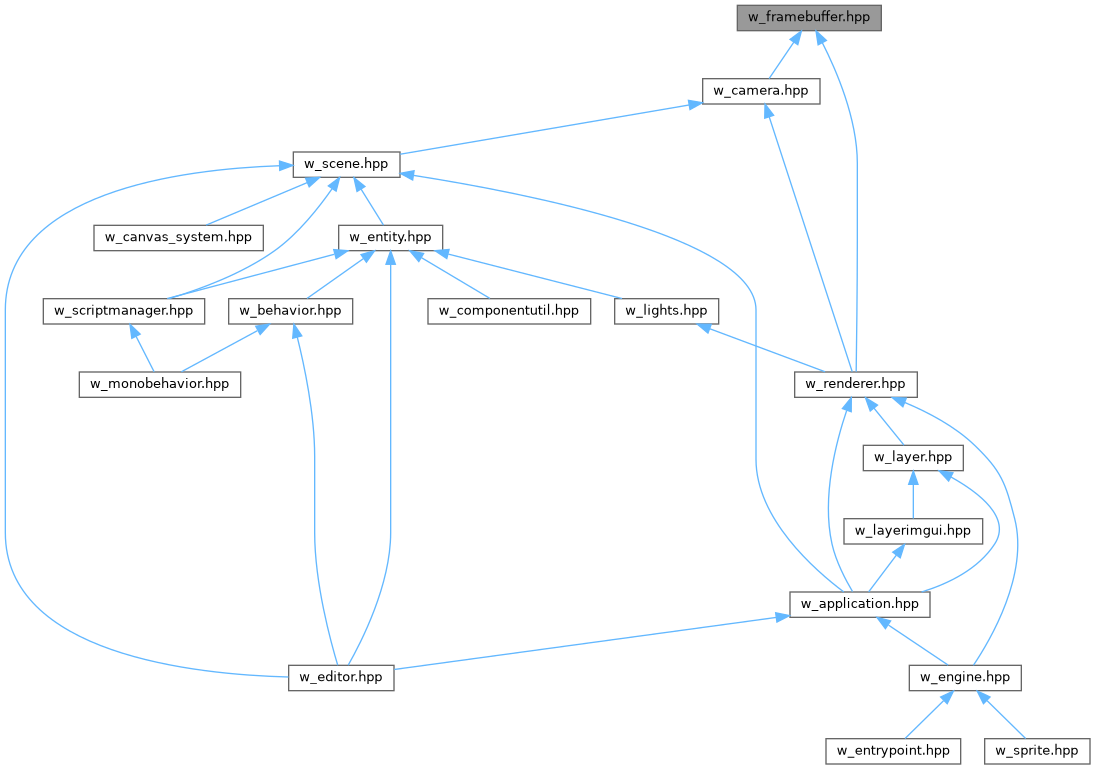 w_framebuffer.hpp
w_camera.hpp
w_scene.hpp
w_canvas_system.hpp
w_entity.hpp
w_scriptmanager.hpp
w_behavior.hpp
w_componentutil.hpp
w_lights.hpp
w_monobehavior.hpp
w_renderer.hpp
w_layer.hpp
w_layerimgui.hpp
w_application.hpp
w_editor.hpp
w_engine.hpp
w_entrypoint.hpp
w_sprite.hpp